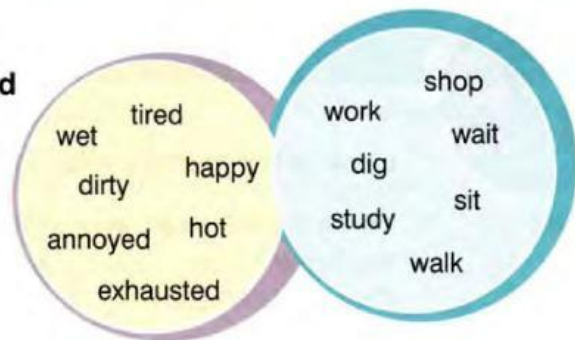 d
wet
tired
dirty
happy
annoyed
hot
exhausted
shop
work
wait
dig
sit
study
walk